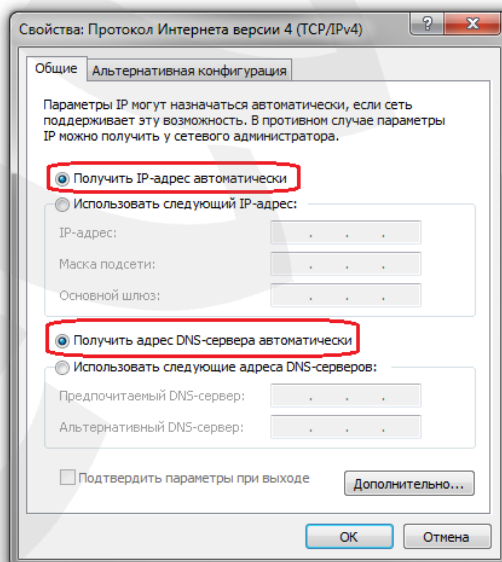 Свойства: Протокол Интернета версии 4 (TCP/IPv4)
Общие
Альтернативная конфигурация
Параметры IP могут назначаться автоматически, если сеть
поддерживает эту возможность. В противном случае параметры
IP можно получить у сетевого администратора.
Получить IP-адрес автоматически
Использовать следующий IP-адрес:
IP-адрес:
Маска подсети:
Основной шлюз:
Получить адрес DNS-сервера автоматически
Использовать следующие адреса DNS-серверов:
Предпочитаемый DNS-сервер:
Альтернативный DNS-сервер:
Подтвердить параметры при выходе
Дополнительно...
OK
Отмена